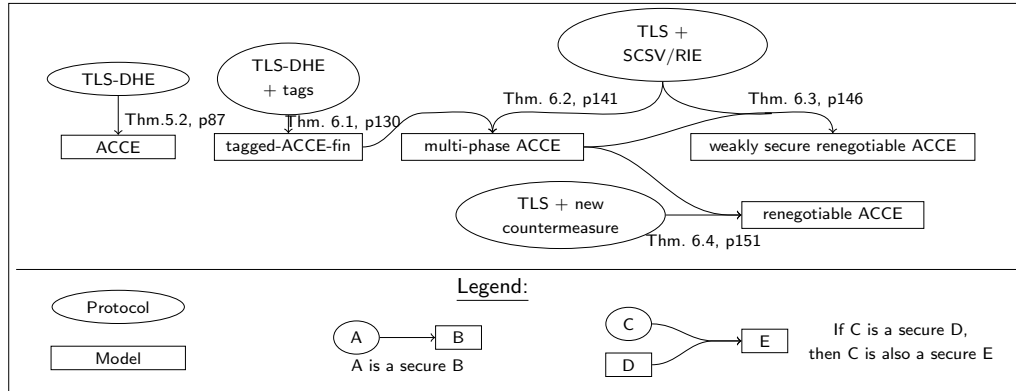 TLS +
SCSV/RIE
TLS-DHE
TLS-DHE
+ tags
Thm.5.2, p87
Thm. 6.1, p130
Thm. 6.2, p141
Thm. 6.3, p146
ACCE
tagged-ACCE-fin
multi-phase ACCE
weakly secure renegotiable ACCE
TLS + new
countermeasure
renegotiable ACCE
Thm. 6.4, p151
Legend:
Protocol
Model
A
B
A is a secure B
C
D
E
If C is a secure D,
then C is also a secure E